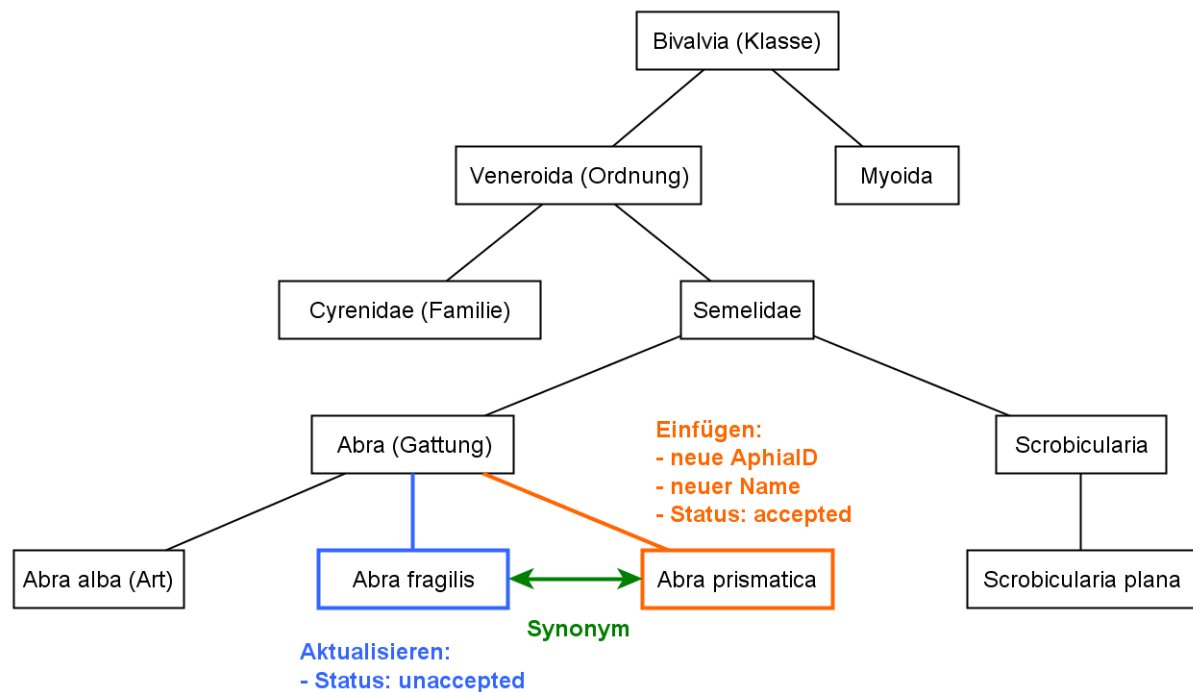 Bivalvia (Klasse)
Veneroida (Ordnung)
Myoida
Cyrenidae (Familie)
Semelidae
Abra (Gattung)
Einfügen:
- neue AphiaID
- neuer Name
- Status: accepted
Scrobicularia
Abra alba (Art)
Abra fragilis
Abra prismatica
Scrobicularia plana
Synonym
Aktualisieren:
- Status: unaccepted